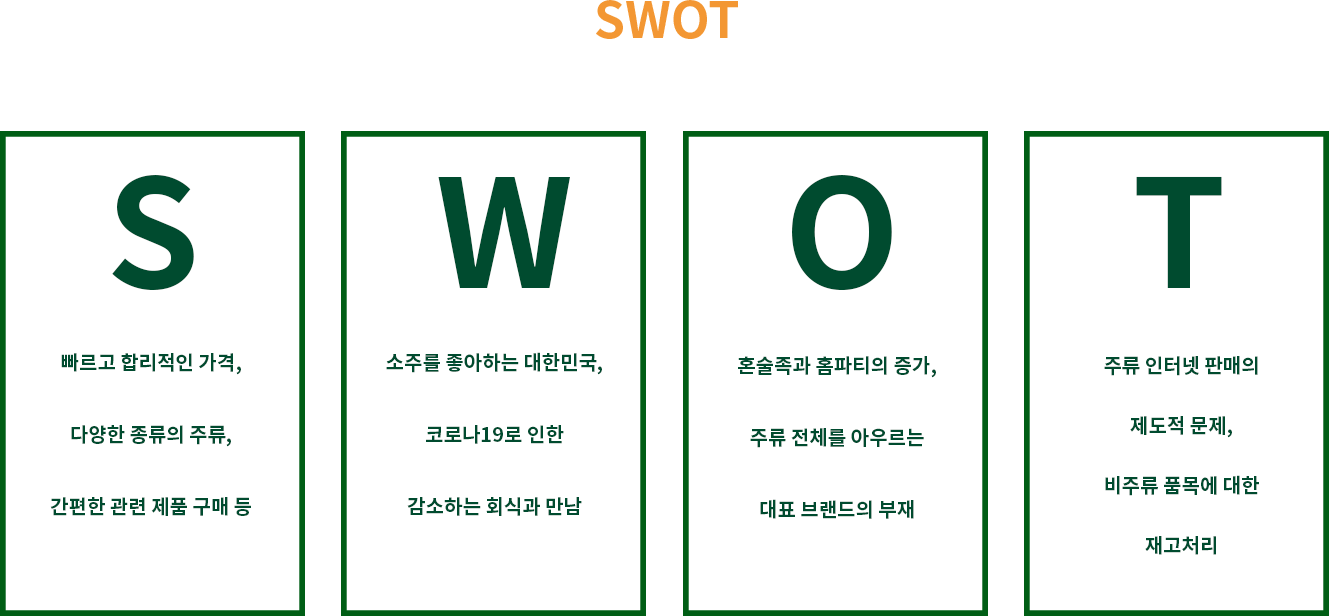 SWOT
S
빠르고 합리적인 가격,
다양한 종류의 주류,
간편한 관련 제품 구매 등
W
소주를 좋아하는 대한민국,
코로나19로 인한
감소하는 회식과 만남
O
혼술족과 홈파티의 증가,
주류 전체를 아우르는
대표 브랜드의 부재
T
주류 인터넷 판매의
제도적 문제,
비주류 품목에 대한
재고처리